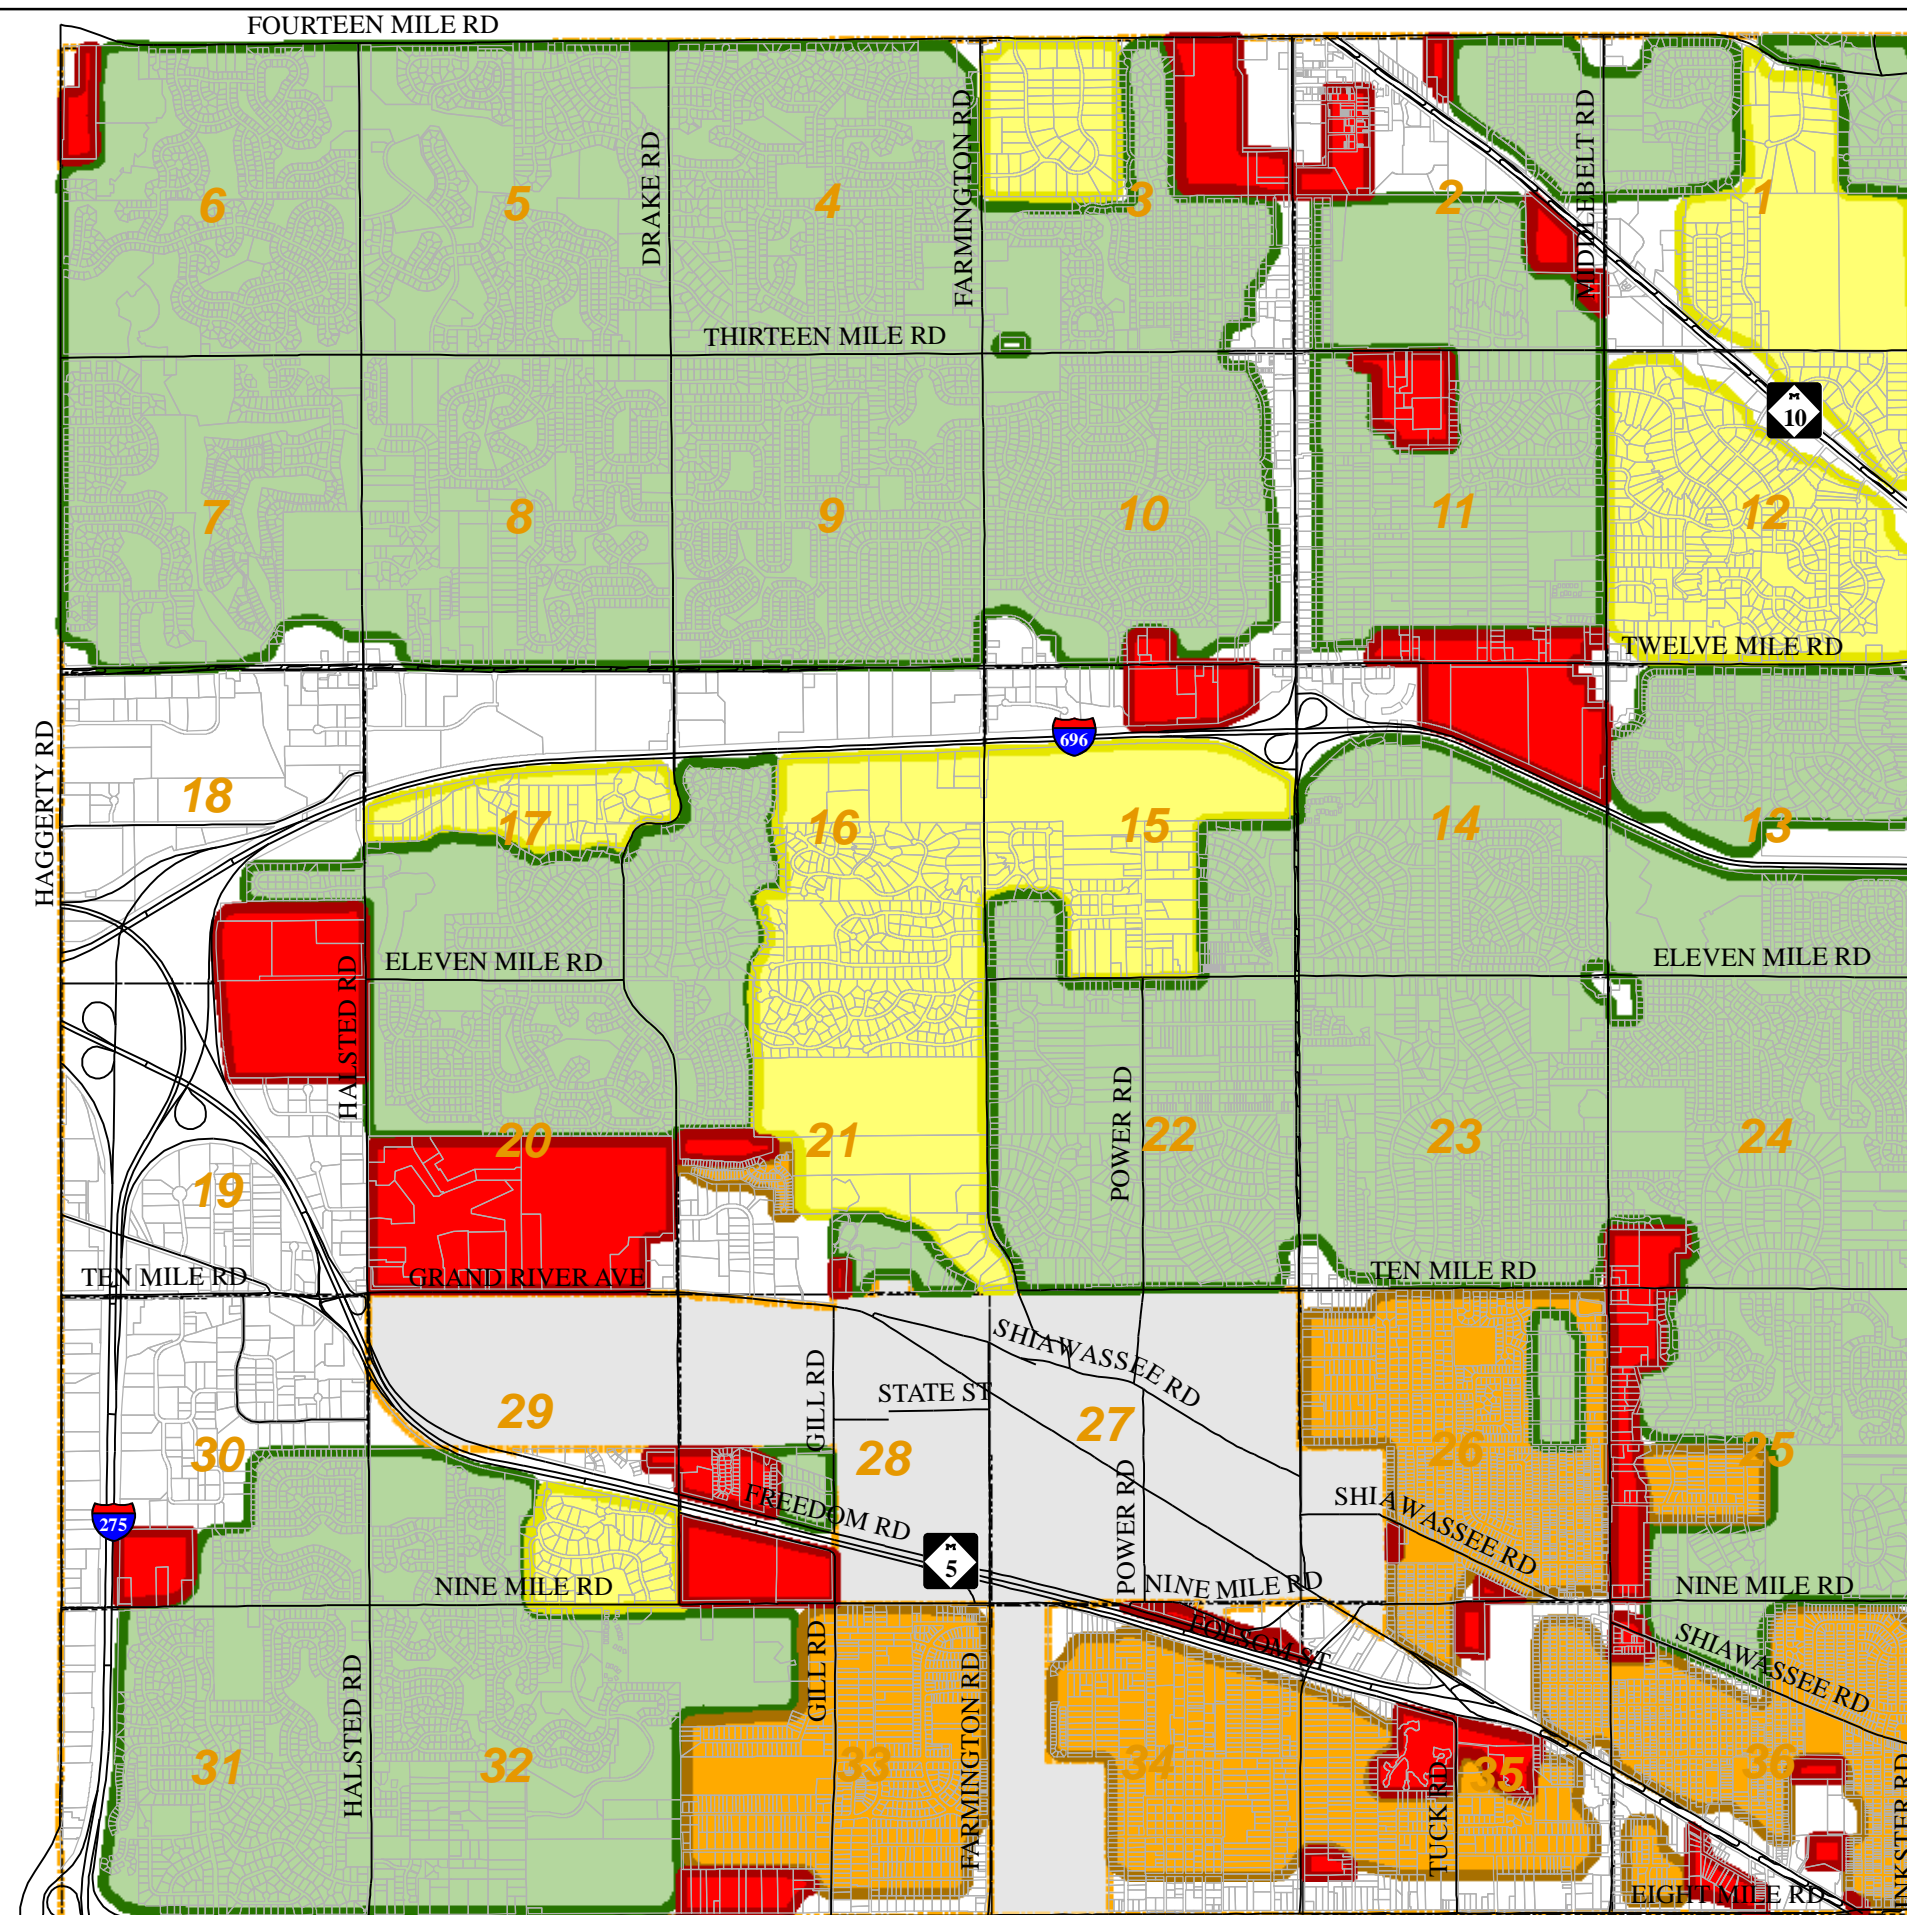 FOURTEEN MILE RD
DRAKE RD
FARMINGTON RD
MIDDLEBELT RD
6
5
4
3
2
1
THIRTEEN MILE RD
M
10
7
8
9
10
11
12
TWELVE MILE RD
HAGGERTY RD
696
18
17
16
15
14
13
ELEVEN MILE RD
ELEVEN MILE RD
HALSTED RD
POWER RD
20
21
22
23
24
19
TEN MILE RD
GRAND RIVER AVE
TEN MILE RD
SHIAWASSEE RD
GILL RD
STATE ST
29
27
30
28
26
25
275
FREEDOM RD
M
5
POWER RD
SHIAWASSEE RD
NINE MILE RD
NINE MILE RD
NINE MILE RD
FOLSOM ST
SHIAWASSEE RD
HALSTED RD
GILL RD
FARMINGTON RD
31
32
33
34
35
36
TUCK RD
INKSTER RD
EIGHT MILE RD